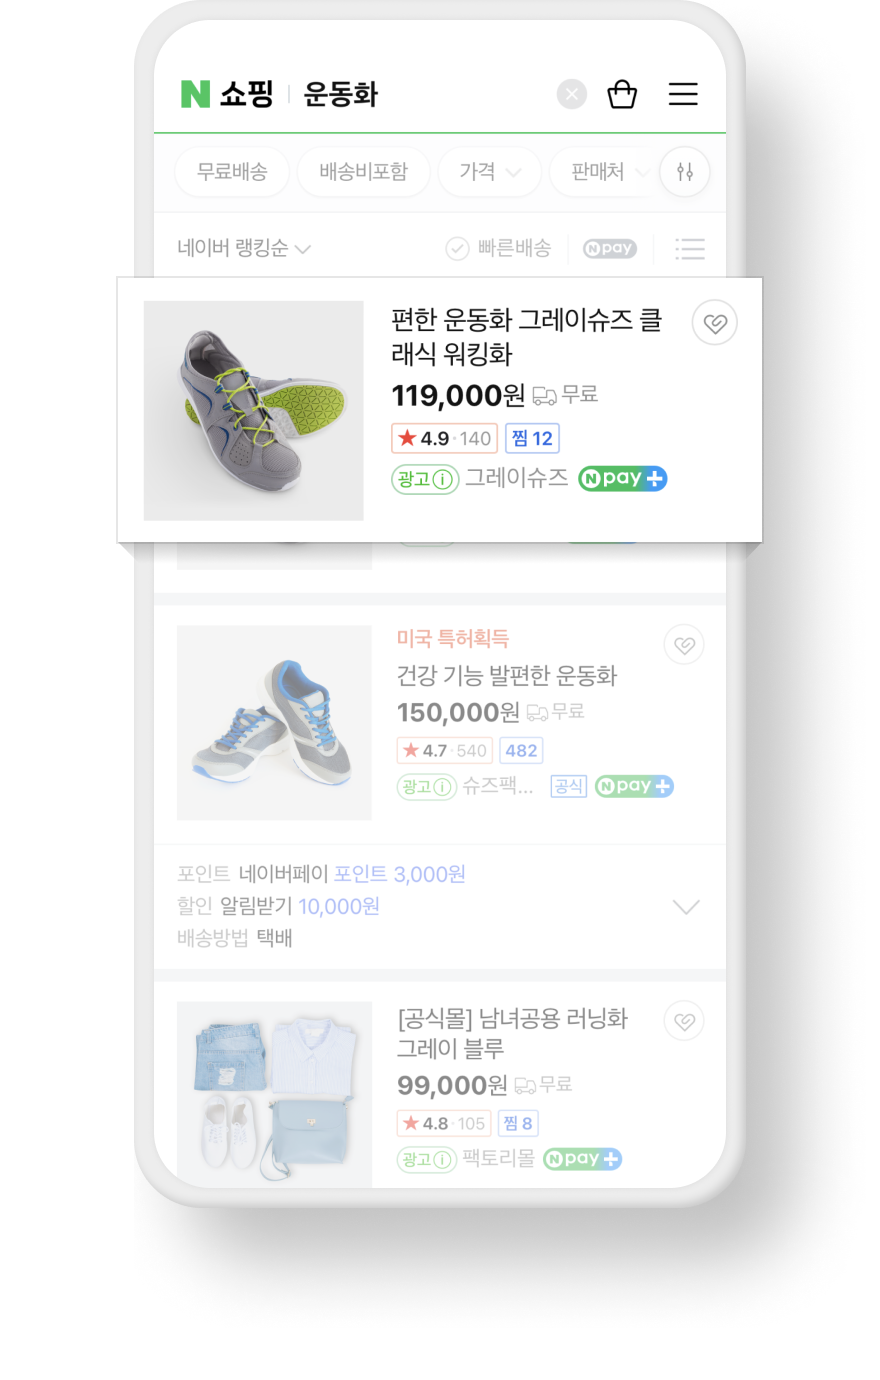 N 쇼핑 운동화
무료배송 배송비포함 가격 판매처
네이버 랭킹순 빠른배송 N pay
편한 운동화 그레이슈즈 클
래식 워킹화
119,000원 무료
★ 4.9·140 찜 12
광고 그레이슈즈 N pay+
미국 특허획득
건강 기능 발편한 운동화
150,000원 무료
★ 4.7·540 482
광고 슈즈팩... 공식 N pay+
포인트 네이버페이 포인트 3,000원
할인 알림받기 10,000원
배송방법 택배
[공식몰] 남녀공용 러닝화
그레이 블루
99,000원 무료
★ 4.8·105 찜 8
광고 팩토리몰 N pay+